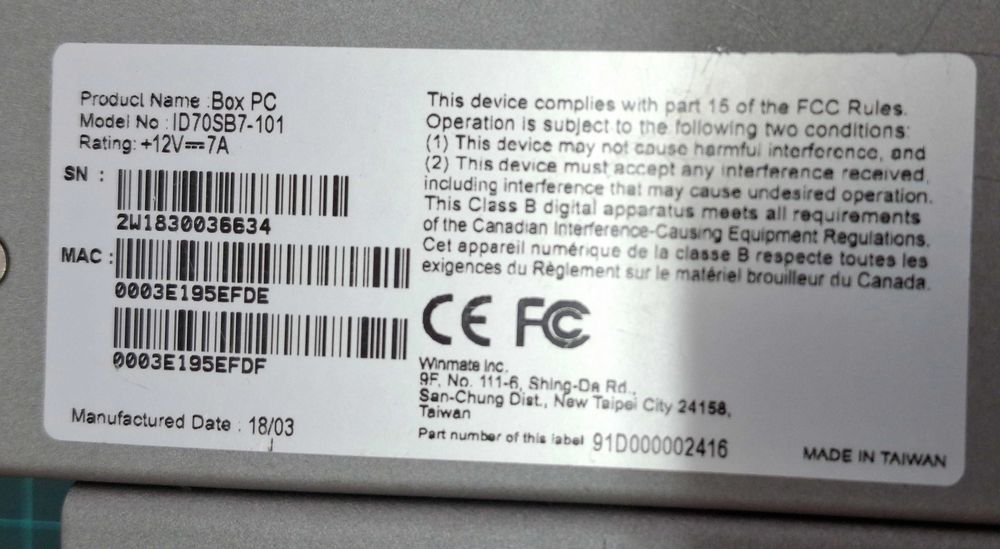 Product Name : Box PC
Model No : ID70SB7-101
Rating: +12V⎓7A
SN :
2W1830036634
MAC :
0003E195EFDE
0003E195EFDF
Manufactured Date : 18/03
This device complies with part 15 of the FCC Rules.
Operation is subject to the following two conditions:
(1) This device may not cause harmful interference, and
(2) This device must accept any interference received,
including interference that may cause undesired operation.
This Class B digital apparatus meets all requirements
of the Canadian Interference-Causing Equipment Regulations.
Cet appareil numérique de la classe B respecte toutes les
exigences du Règlement sur le matériel brouilleur du Canada.
CE FC
Winmate Inc.
9F, No. 111-6, Shing-De Rd.,
San-Chung Dist., New Taipei City 24158,
Taiwan
Part number of this label 91D000002416
MADE IN TAIWAN